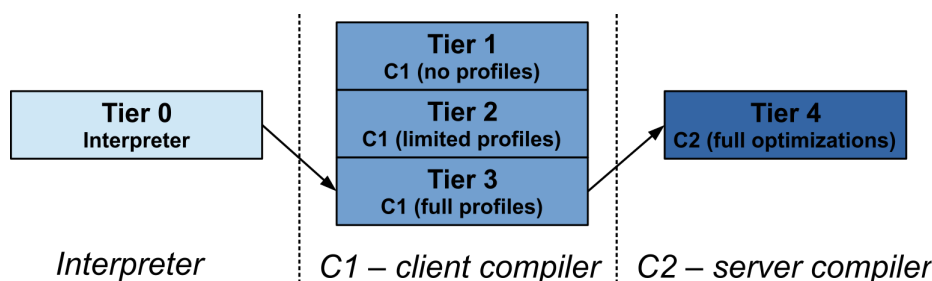 Tier 0
Interpreter
Tier 1
C1 (no profiles)
Tier 2
C1 (limited profiles)
Tier 3
C1 (full profiles)
Tier 4
C2 (full optimizations)
Interpreter
C1 – client compiler
C2 – server compiler